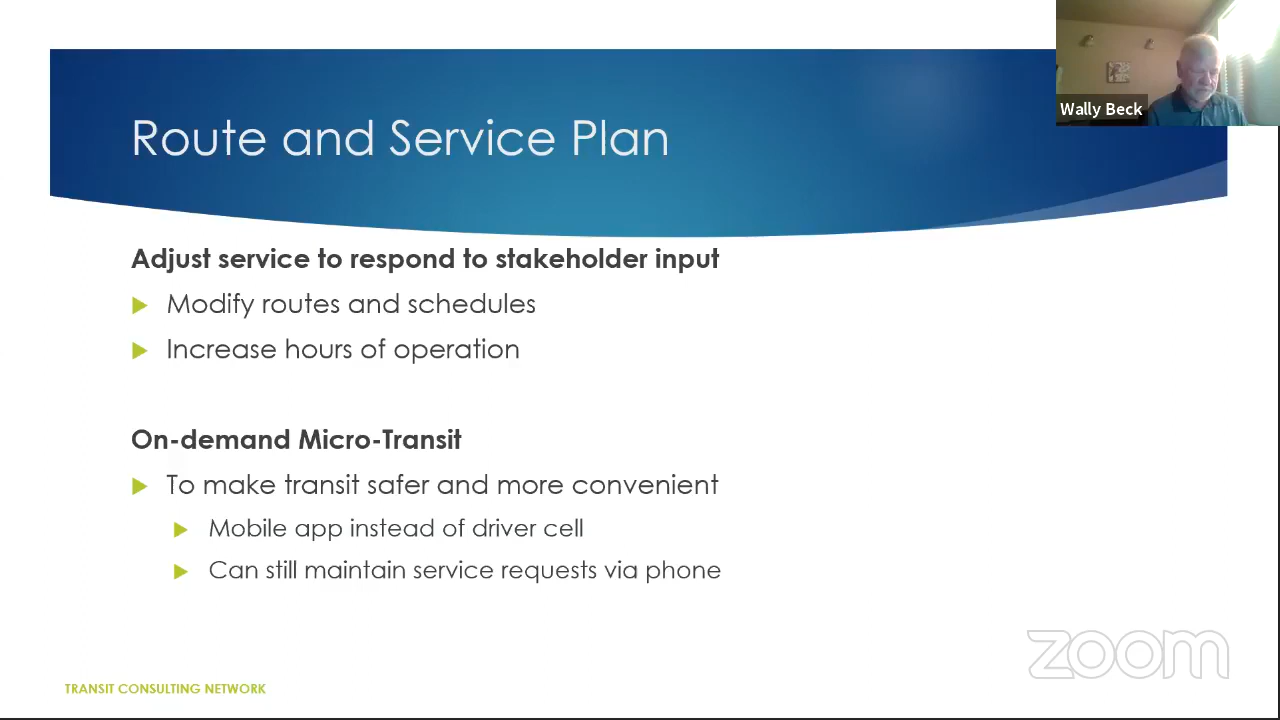 Route and Service Plan
Wally Beck
Adjust service to respond to stakeholder input
Modify routes and schedules
Increase hours of operation
On-demand Micro-Transit
To make transit safer and more convenient
Mobile app instead of driver cell
Can still maintain service requests via phone
zoom
TRANSIT CONSULTING NETWORK